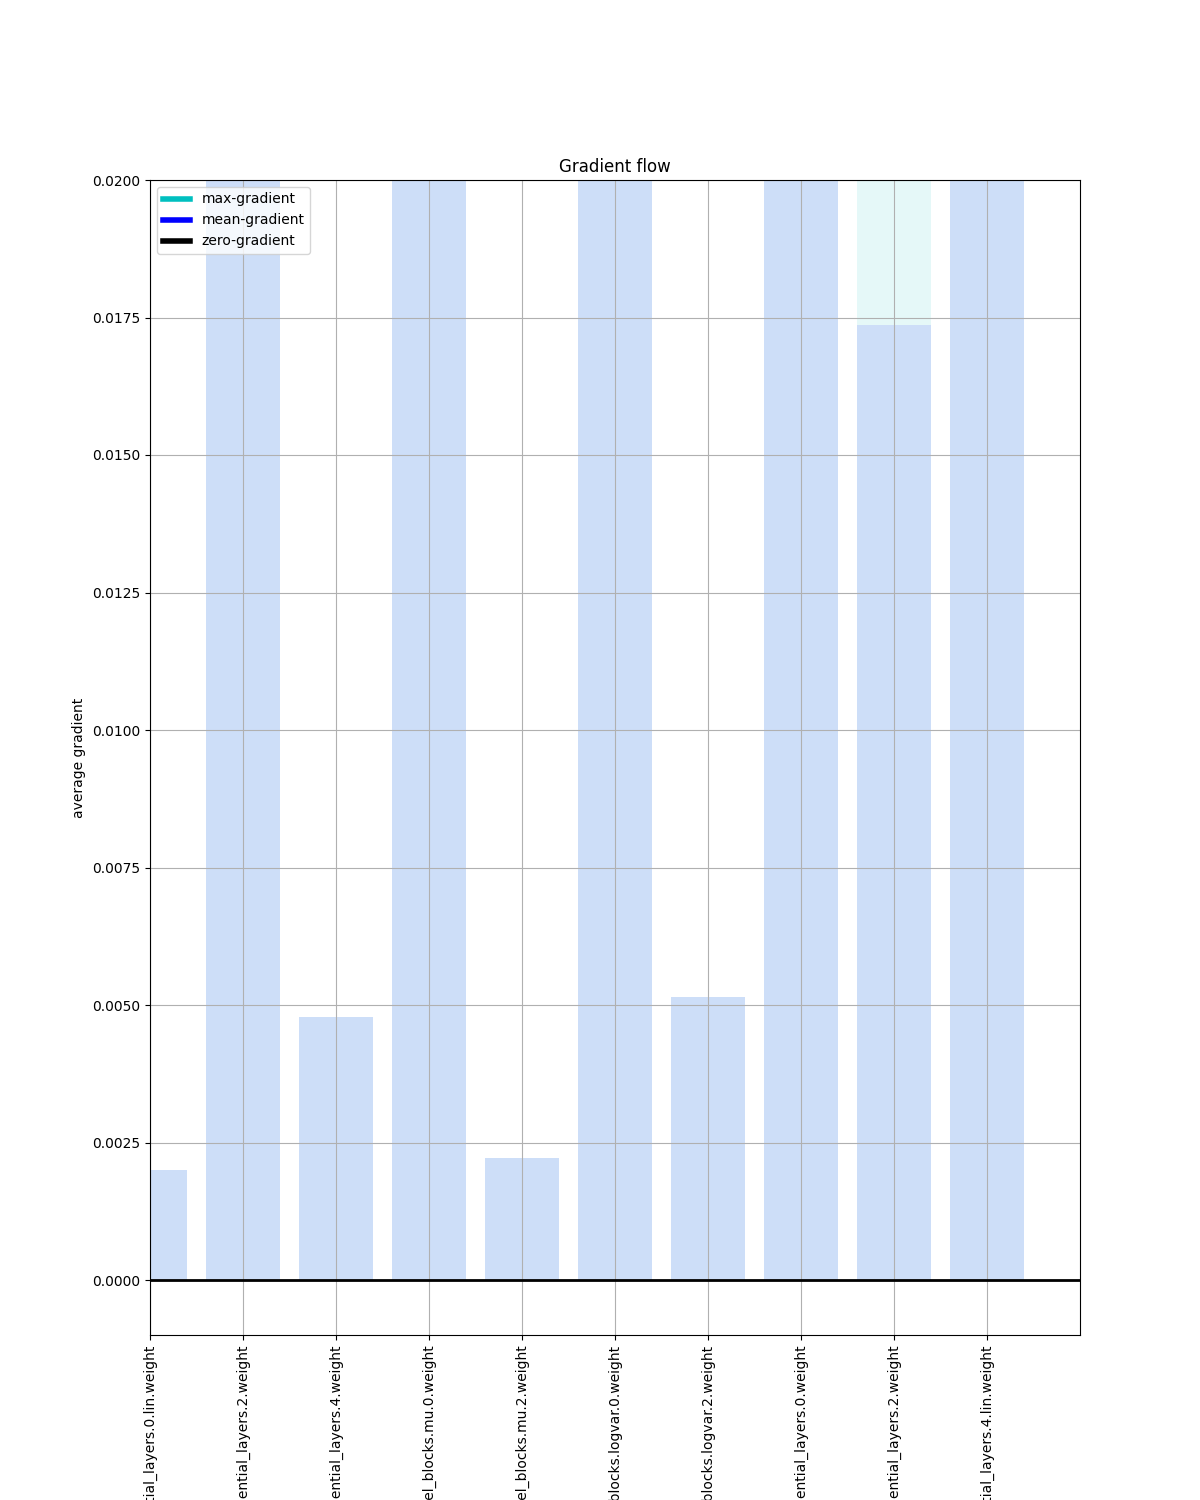 Gradient flow
max-gradient
mean-gradient
zero-gradient
0.0200
0.0175
0.0150
0.0125
0.0100
0.0075
0.0050
0.0025
0.0000
average gradient
tial_layers.0.lin.weight
ential_layers.2.weight
ential_layers.4.weight
el_blocks.mu.0.weight
el_blocks.mu.2.weight
blocks.logvar.0.weight
blocks.logvar.2.weight
ential_layers.0.weight
ential_layers.2.weight
tial_layers.4.lin.weight